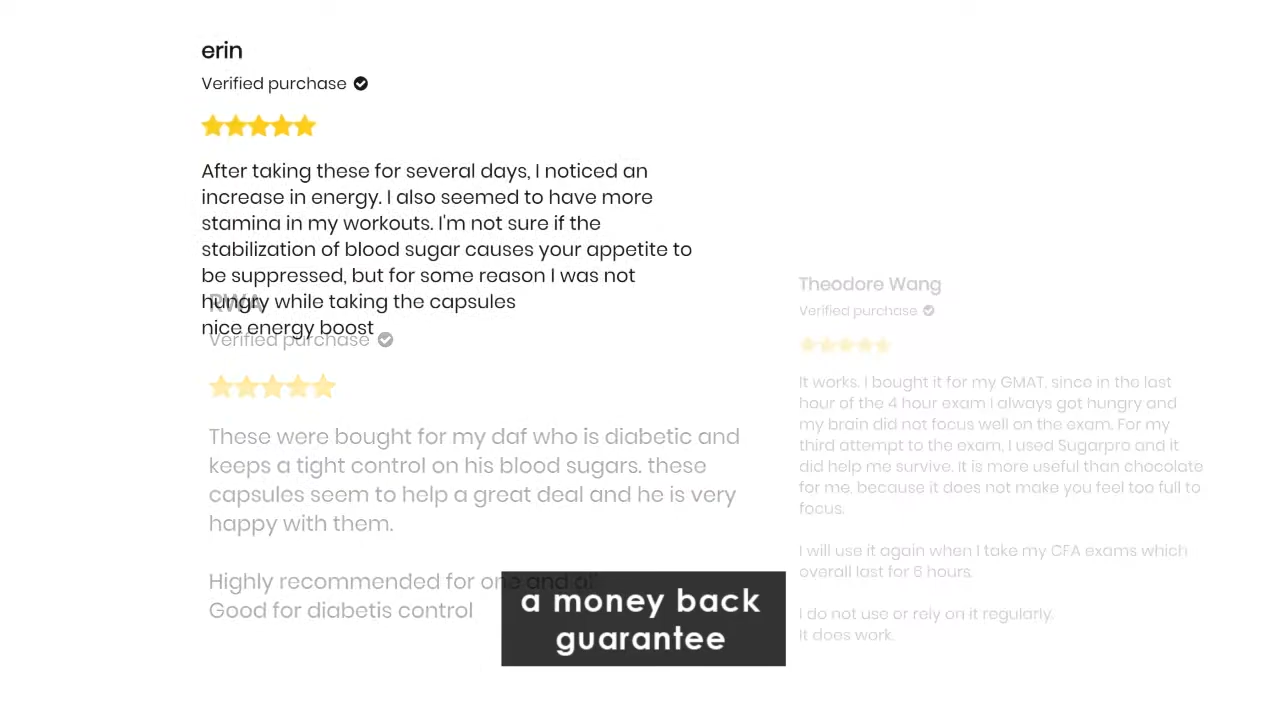 erin
Verified purchase
After taking these for several days, I noticed an
increase in energy. I also seemed to have more
stamina in my workouts. I'm not sure if the
stabilization of blood sugar causes your appetite to
be suppressed, but for some reason I was not
hungry while taking the capsules
nice energy boost
RWA
Verified purchase
These were bought for my daf who is diabetic and
keeps a tight control on his blood sugars. these
capsules seem to help a great deal and he is very
happy with them.
Highly recommended for one and all
Good for diabetis control
Theodore Wang
Verified purchase
It works. I bought it for my GMAT, since in the last
hour of the 4 hour exam I always got hungry and
my brain did not focus well on the exam. For my
third attempt to the exam, I used Sugarpro and it
did help me survive. It is more useful than chocolate
for me, because it does not make you feel too full to
focus.
I will use it again when I take my CFA exams which
overall last for 6 hours.
I do not use or rely on it regularly.
It does work.
a money back
guarantee